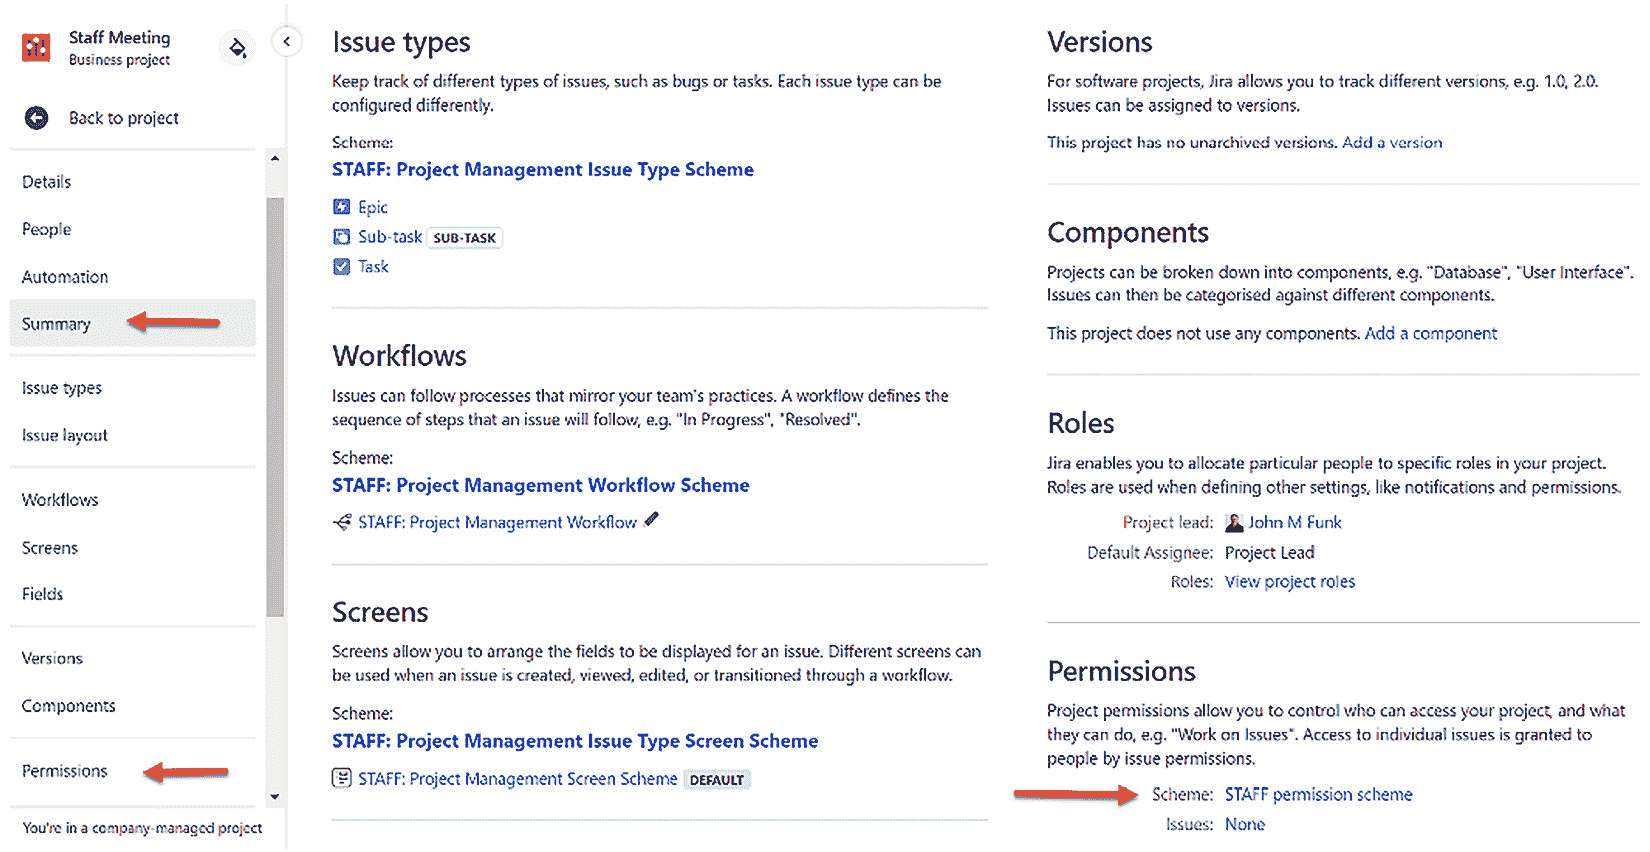 Staff Meeting
Business project
Back to project
Details
People
Automation
Summary
Issue types
Issue layout
Workflows
Screens
Fields
Versions
Components
Permissions
You're in a company-managed project
Issue types
Keep track of different types of issues, such as bugs or tasks. Each issue type can be
configured differently.
Scheme:
STAFF: Project Management Issue Type Scheme
Epic
Sub-task SUB-TASK
Task
Workflows
Issues can follow processes that mirror your team's practices. A workflow defines the
sequence of steps that an issue will follow, e.g. "In Progress", "Resolved".
Scheme:
STAFF: Project Management Workflow Scheme
STAFF: Project Management Workflow
Screens
Screens allow you to arrange the fields to be displayed for an issue. Different screens can
be used when an issue is created, viewed, edited, or transitioned through a workflow.
Scheme:
STAFF: Project Management Issue Type Screen Scheme
STAFF: Project Management Screen Scheme DEFAULT
Versions
For software projects, Jira allows you to track different versions, e.g. 1.0, 2.0.
Issues can be assigned to versions.
This project has no unarchived versions. Add a version
Components
Projects can be broken down into components, e.g. "Database", "User Interface".
Issues can then be categorised against different components.
This project does not use any components. Add a component
Roles
Jira enables you to allocate particular people to specific roles in your project.
Roles are used when defining other settings, like notifications and permissions.
Project lead: John M Funk
Default Assignee: Project Lead
Roles: View project roles
Permissions
Project permissions allow you to control who can access your project, and what
they can do, e.g. "Work on Issues". Access to individual issues is granted to
people by issue permissions.
Scheme: STAFF permission scheme
Issues: None